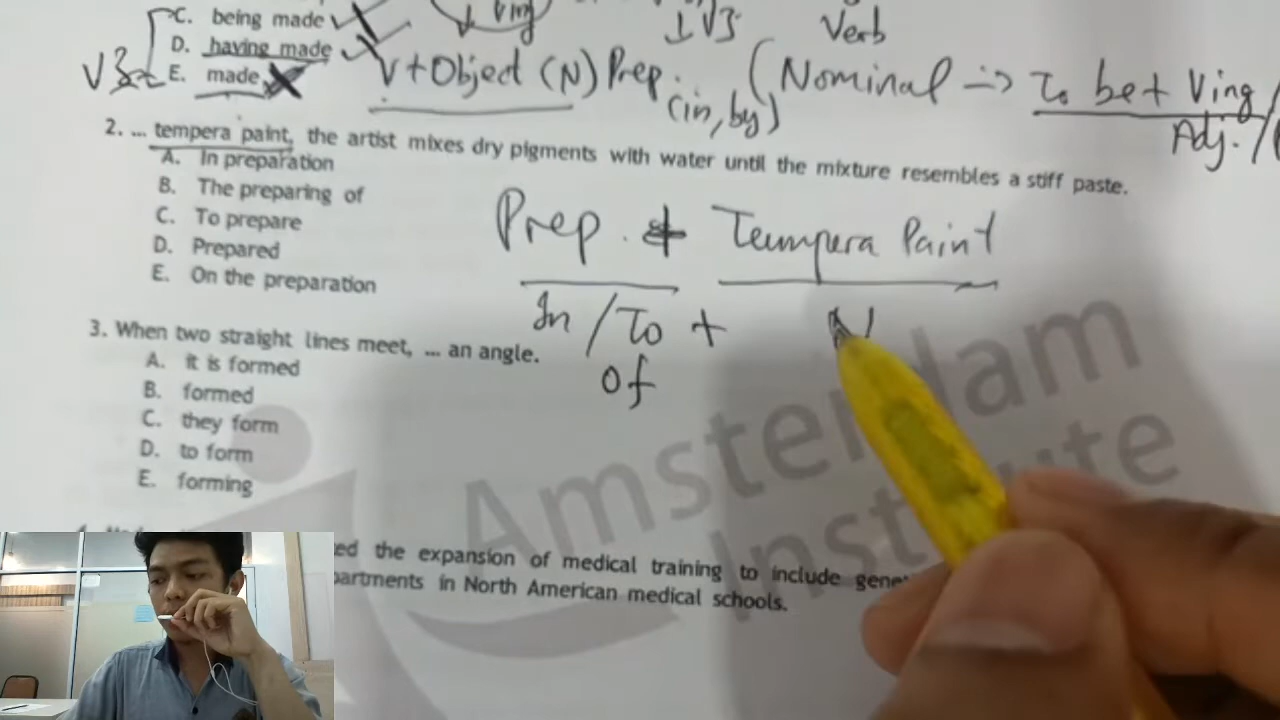 C. being made
Ving
V3
Verb
D. having made
V3
E. made
V + Object (N) Prep. (Nominal => To be + Ving /
(in, by)
Adj. /
2. ... tempera paint, the artist mixes dry pigments with water until the mixture resembles a stiff paste.
A. In preparation
B. The preparing of
C. To prepare
D. Prepared
E. On the preparation
Prep. + Tempera Paint
In / To + N
of
3. When two straight lines meet, ... an angle.
A. it is formed
B. formed
C. they form
D. to form
E. forming
ed the expansion of medical training to include gene
partments in North American medical schools.
Amsterdam
Institute